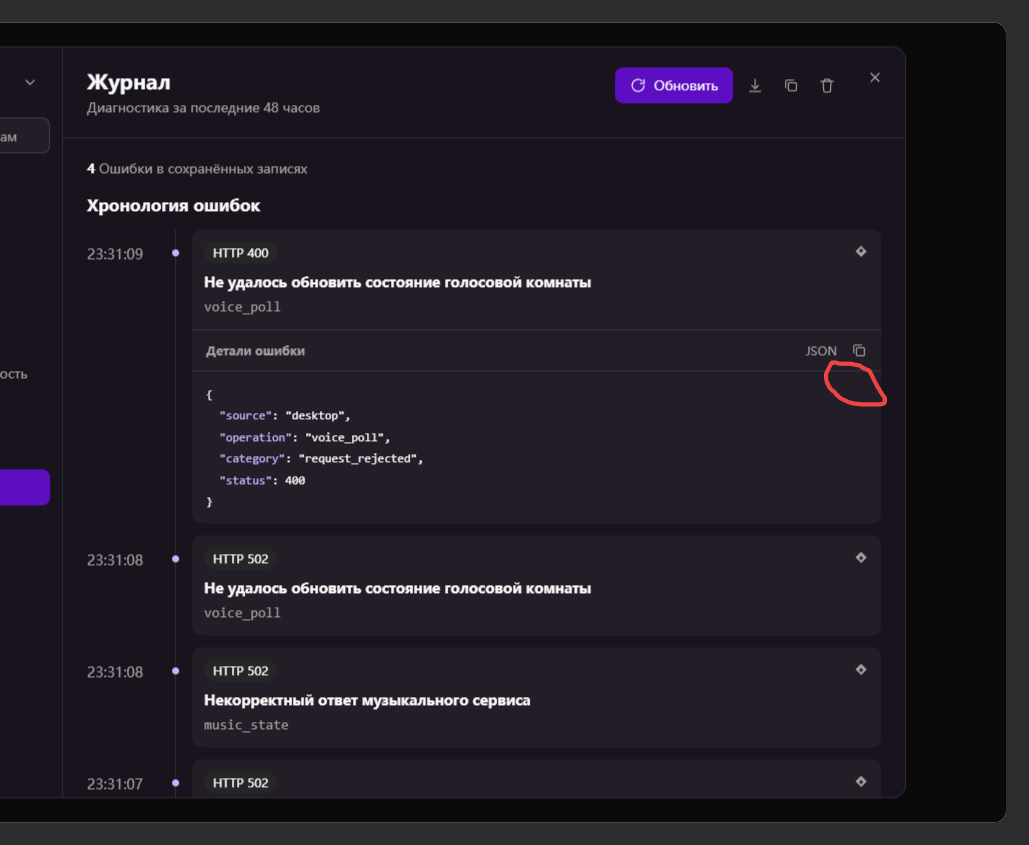 ам
ость
Журнал
Диагностика за последние 48 часов
Обновить
4 Ошибки в сохранённых записях
Хронология ошибок
23:31:09
HTTP 400
Не удалось обновить состояние голосовой комнаты
voice_poll
Детали ошибки
JSON
{
"source": "desktop",
"operation": "voice_poll",
"category": "request_rejected",
"status": 400
}
23:31:08
HTTP 502
Не удалось обновить состояние голосовой комнаты
voice_poll
23:31:08
HTTP 502
Некорректный ответ музыкального сервиса
music_state
23:31:07
HTTP 502